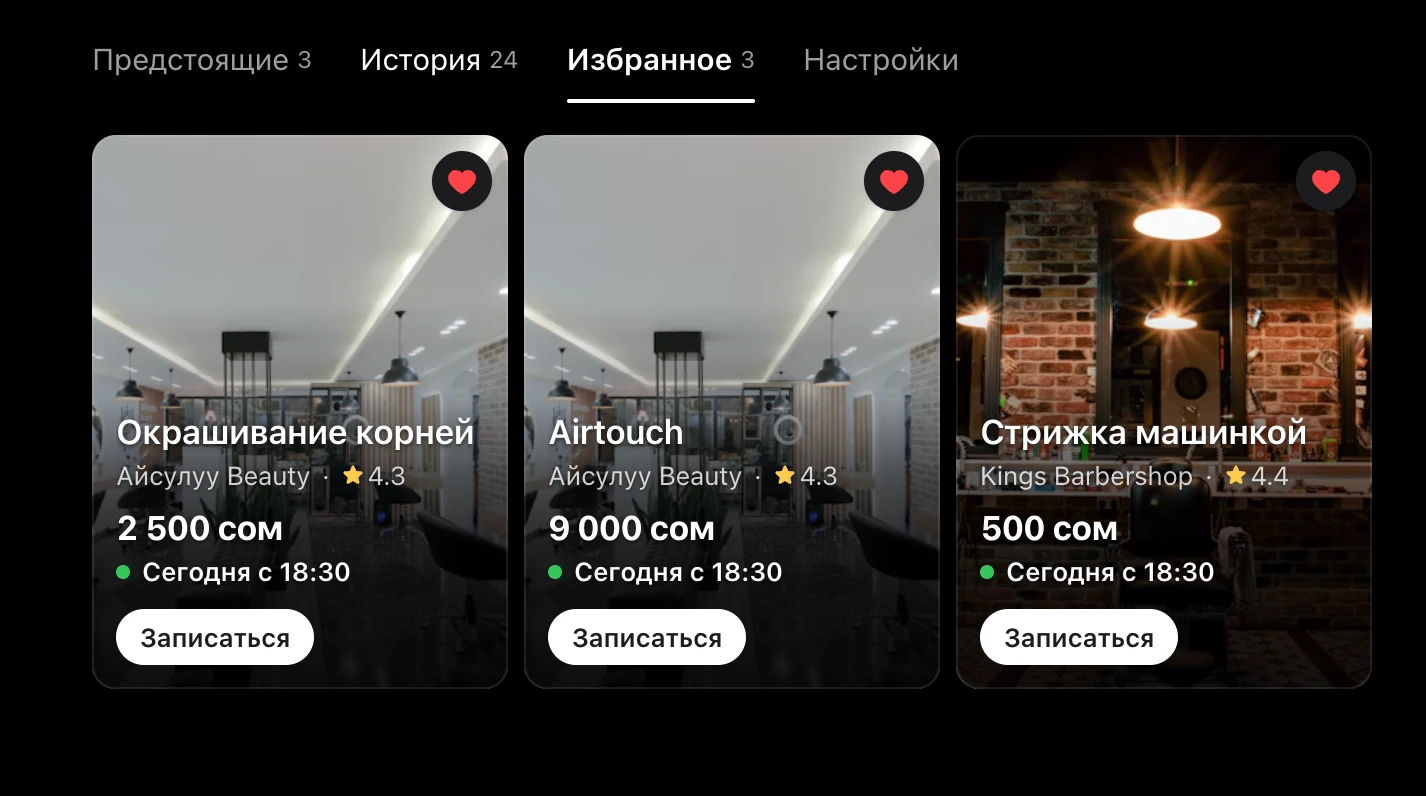 Предстоящие 3 История 24 Избранное 3 Настройки
Окрашивание корней
Айсулуу Beauty · 4.3
2 500 сом
Сегодня с 18:30
Записаться
Airtouch
Айсулуу Beauty · 4.3
9 000 сом
Сегодня с 18:30
Записаться
Стрижка машинкой
Kings Barbershop · 4.4
500 сом
Сегодня с 18:30
Записаться